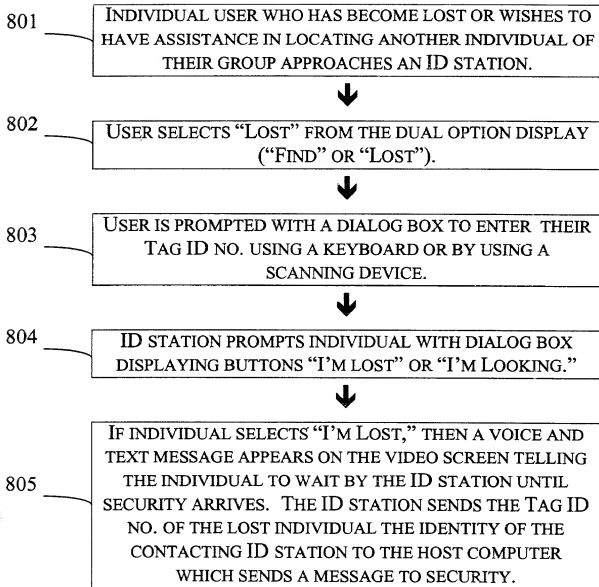 801
INDIVIDUAL USER WHO HAS BECOME LOST OR WISHES TO
HAVE ASSISTANCE IN LOCATING ANOTHER INDIVIDUAL OF
THEIR GROUP APPROACHES AN ID STATION.
802
USER SELECTS “LOST” FROM THE DUAL OPTION DISPLAY
(“FIND” OR “LOST”).
803
USER IS PROMPTED WITH A DIALOG BOX TO ENTER THEIR
TAG ID NO. USING A KEYBOARD OR BY USING A
SCANNING DEVICE.
804
ID STATION PROMPTS INDIVIDUAL WITH DIALOG BOX
DISPLAYING BUTTONS “I’M LOST” OR “I’M LOOKING.”
805
IF INDIVIDUAL SELECTS “I’M LOST,” THEN A VOICE AND
TEXT MESSAGE APPEARS ON THE VIDEO SCREEN TELLING
THE INDIVIDUAL TO WAIT BY THE ID STATION UNTIL
SECURITY ARRIVES. THE ID STATION SENDS THE TAG ID
NO. OF THE LOST INDIVIDUAL THE IDENTITY OF THE
CONTACTING ID STATION TO THE HOST COMPUTER
WHICH SENDS A MESSAGE TO SECURITY.